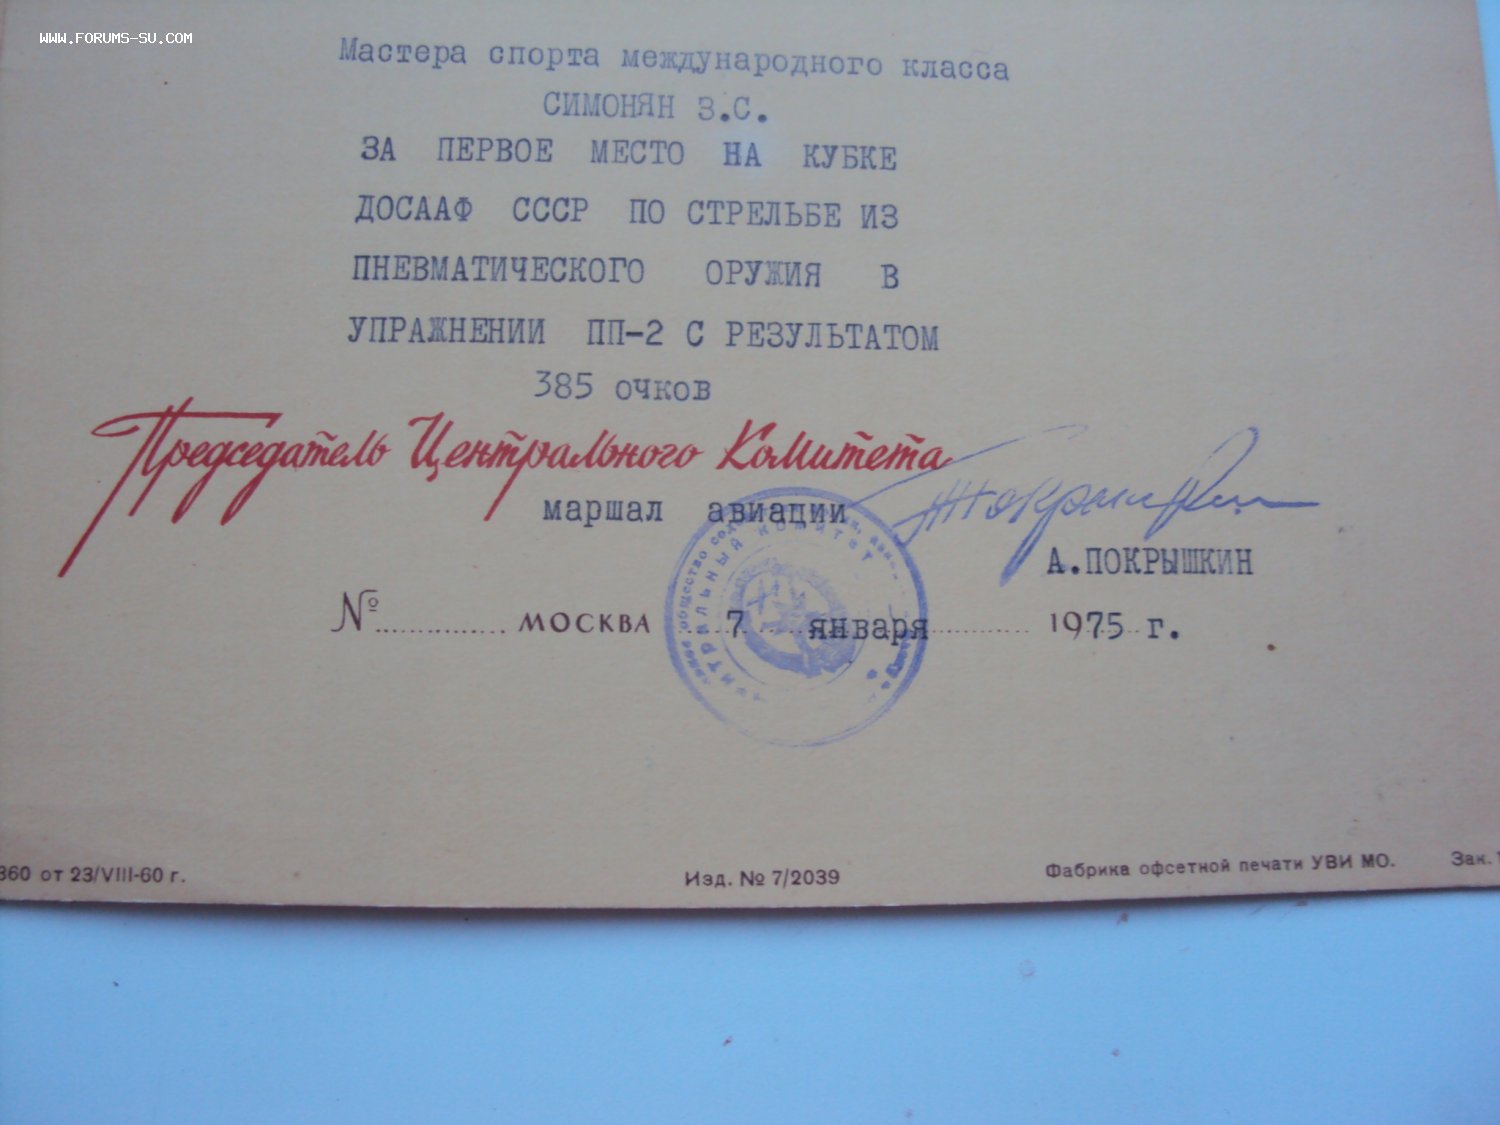 WWW.FORUMS-SU.COM
Мастера спорта международного класса
СИМОНЯН З.С.
ЗА ПЕРВОЕ МЕСТО НА КУБКЕ
ДОСААФ СССР ПО СТРЕЛЬБЕ ИЗ
ПНЕВМАТИЧЕСКОГО ОРУЖИЯ В
УПРАЖНЕНИИ ПП-2 С РЕЗУЛЬТАТОМ
385 очков
Председатель Центрального Комитета
маршал авиации
А.ПОКРЫШКИН
№ МОСКВА 7 января 1975 г.
360 от 23/VIII-60 г. Изд. № 7/2039 Фабрика офсетной печати УВИ МО. Зак.